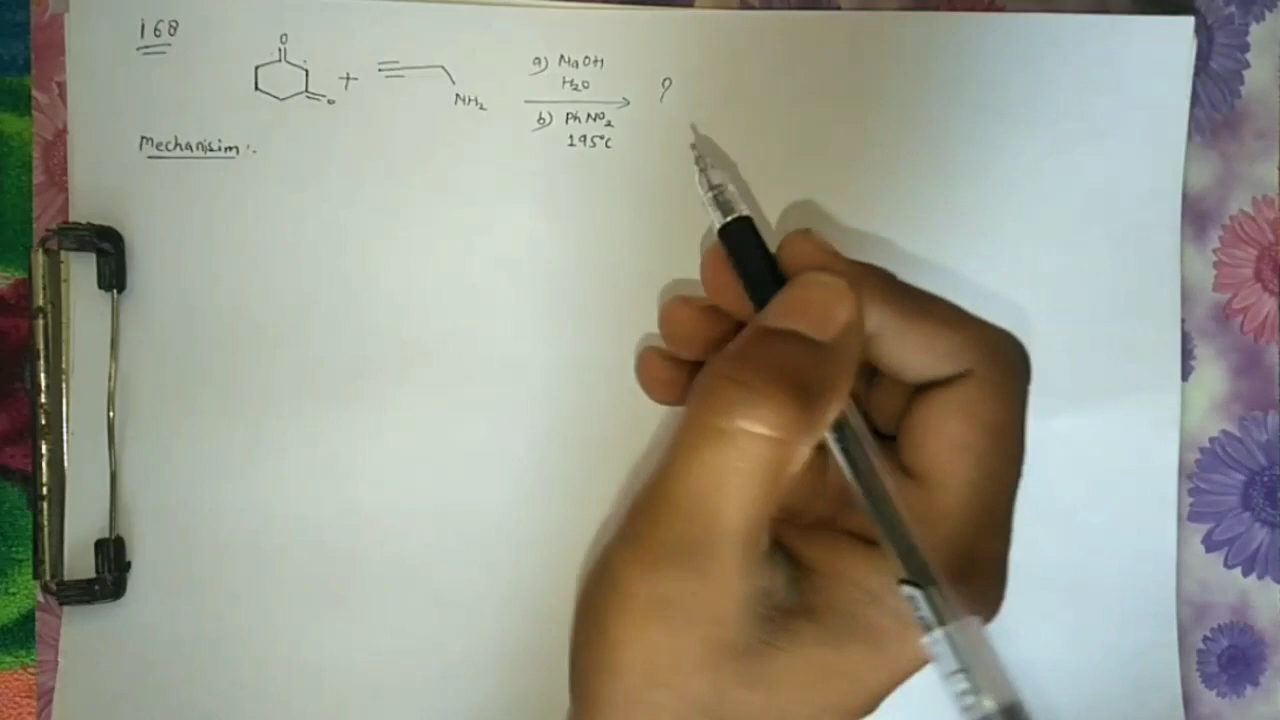 168
O
O
+
NH2
a) NaOH
H2O
b) PhNO2
195°C
?
Mechanisim :.